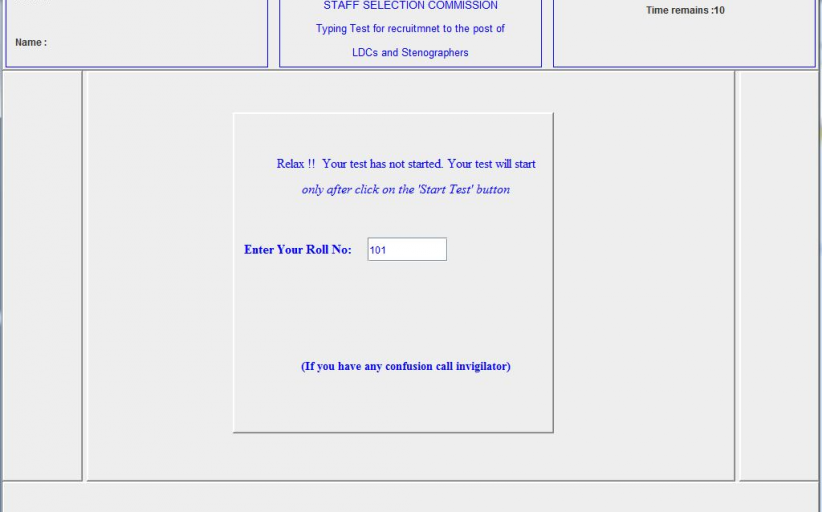 STAFF SELECTION COMMISSION
Time remains :10
Typing Test for recruitmnet to the post of
Name :
LDCs and Stenographers
Relax !! Your test has not started. Your test will start
only after click on the 'Start Test' button
Enter Your Roll No: 101
(If you have any confusion call invigilator)